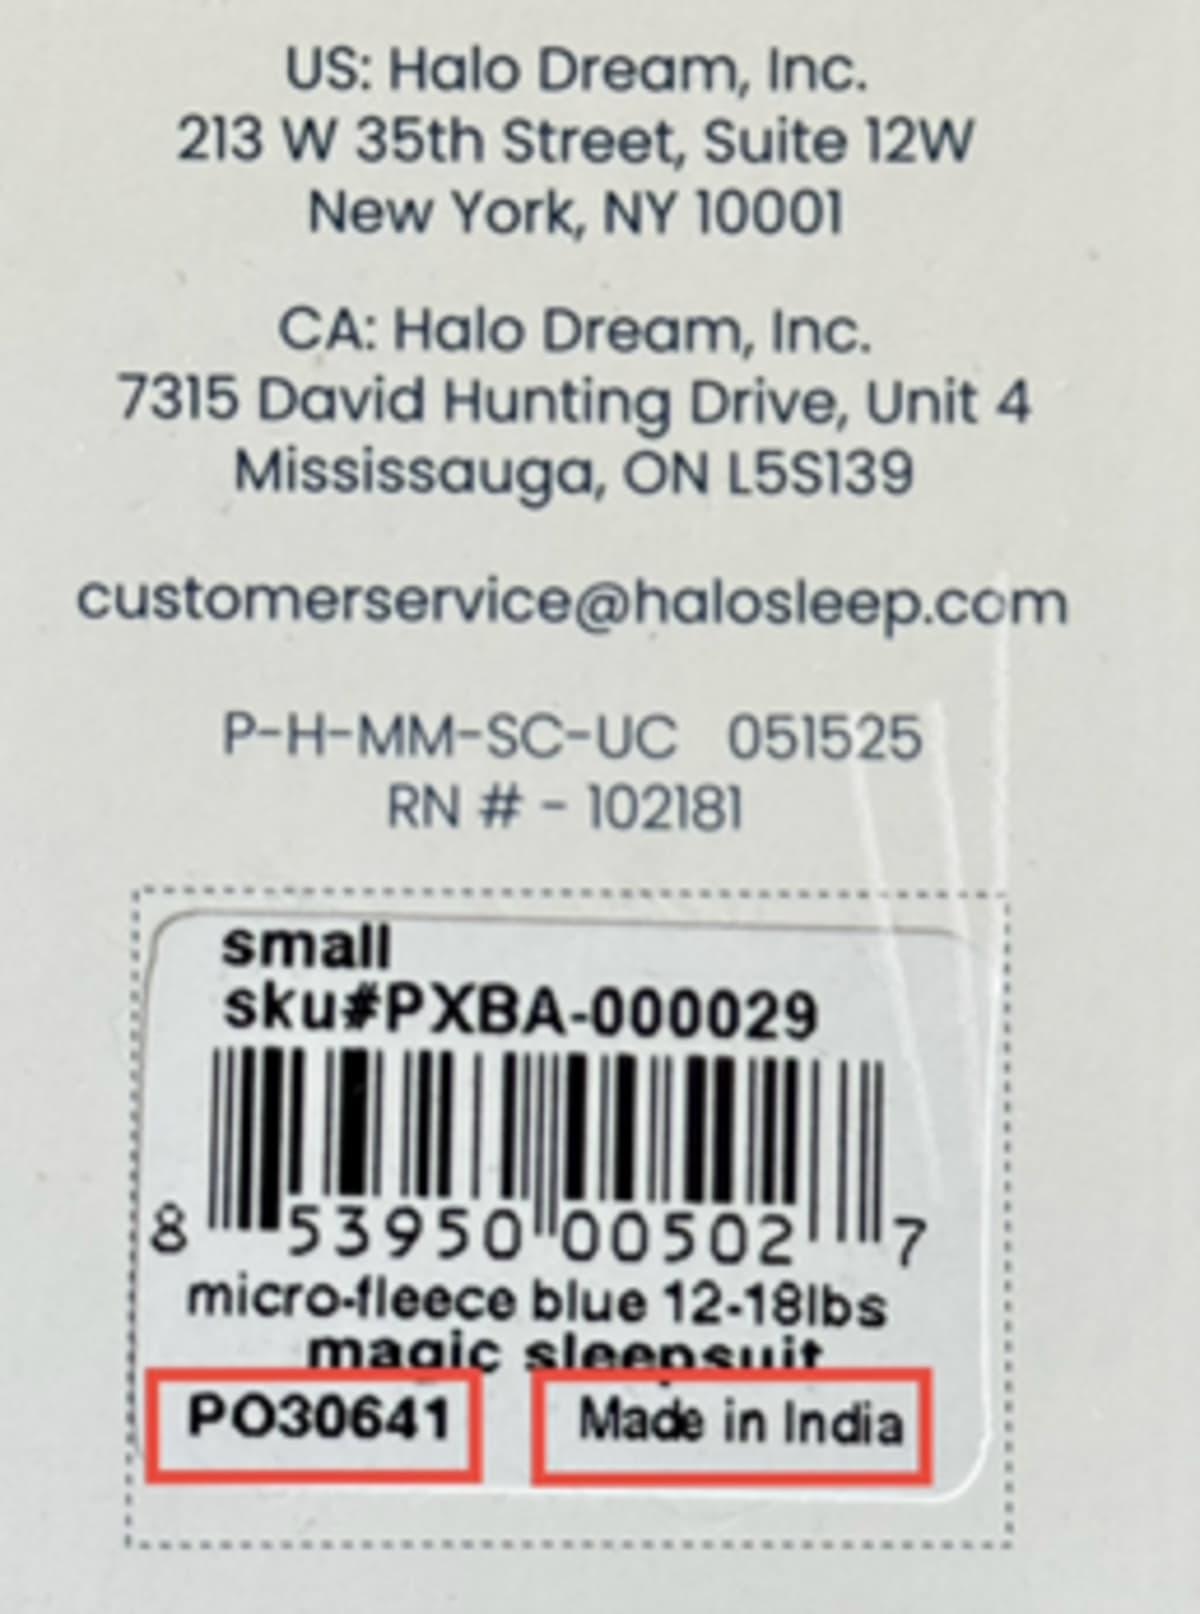 US: Halo Dream, Inc.
213 W 35th Street, Suite 12W
New York, NY 10001
CA: Halo Dream, Inc.
7315 David Hunting Drive, Unit 4
Mississauga, ON L5S139
customerservice@halosleep.com
P-H-MM-SC-UC 051525
RN # - 102181
small
sku#PXBA-000029
8 53950 00502 7
micro-fleece blue 12-18lbs
magic sleepsuit
PO30641 Made in India